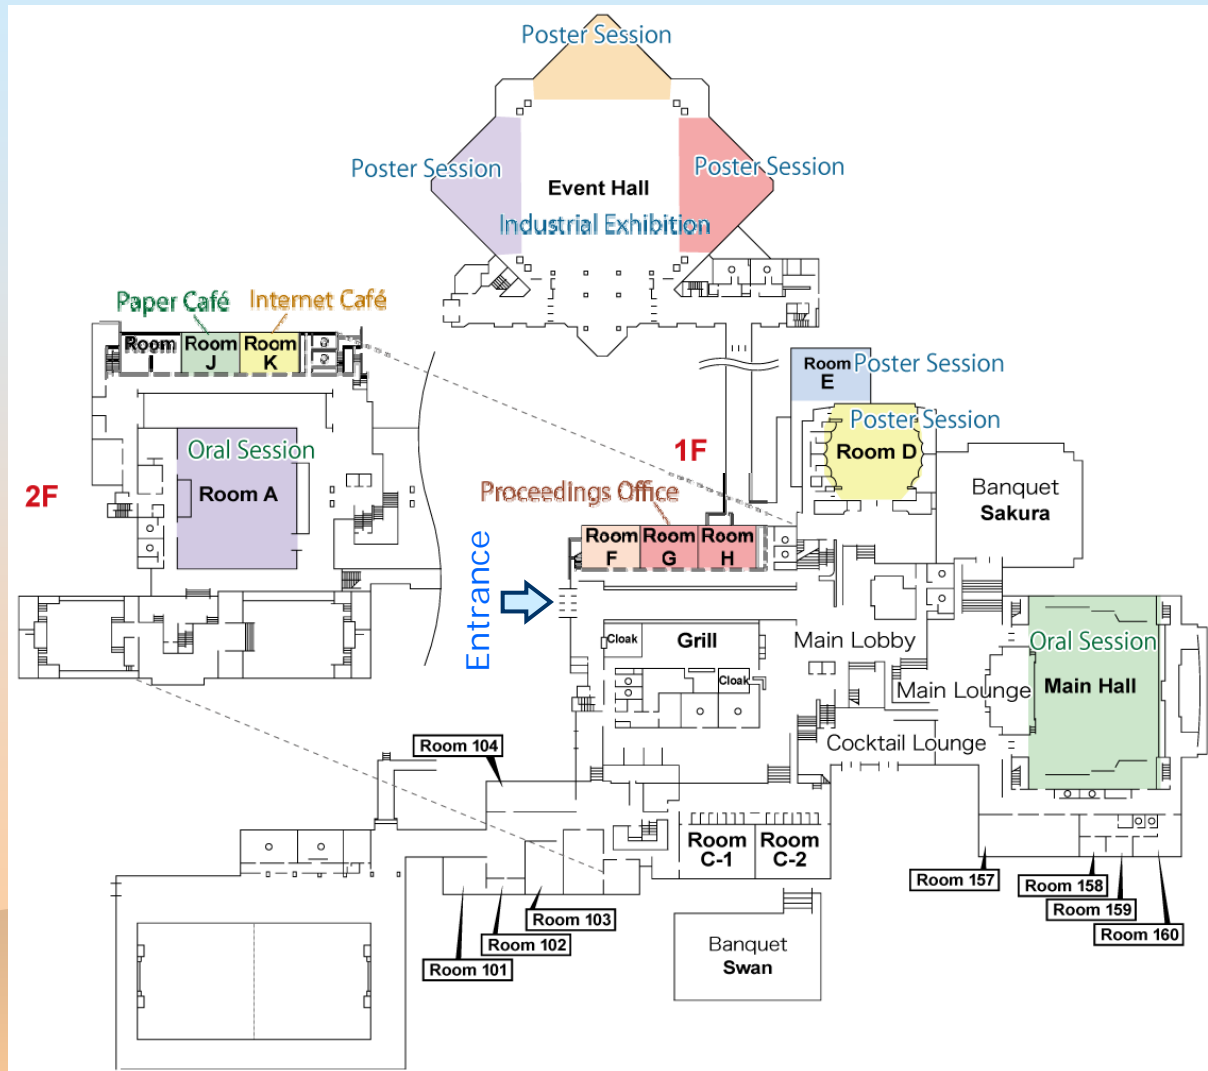 Poster Session
Poster Session
Poster Session
Event Hall
Industrial Exhibition
Paper Café
Internet Café
Room
I
Room
J
Room
K
Room
E
Poster Session
Poster Session
Room D
1F
Oral Session
Room A
2F
Proceedings Office
Banquet
Sakura
Room
F
Room
G
Room
H
Entrance
Cloak
Grill
Main Lobby
Oral Session
Cloak
Main Lounge
Main Hall
Cocktail Lounge
Room 104
Room
C-1
Room
C-2
Room 157
Room 158
Room 159
Room 160
Room 103
Room 102
Room 101
Banquet
Swan